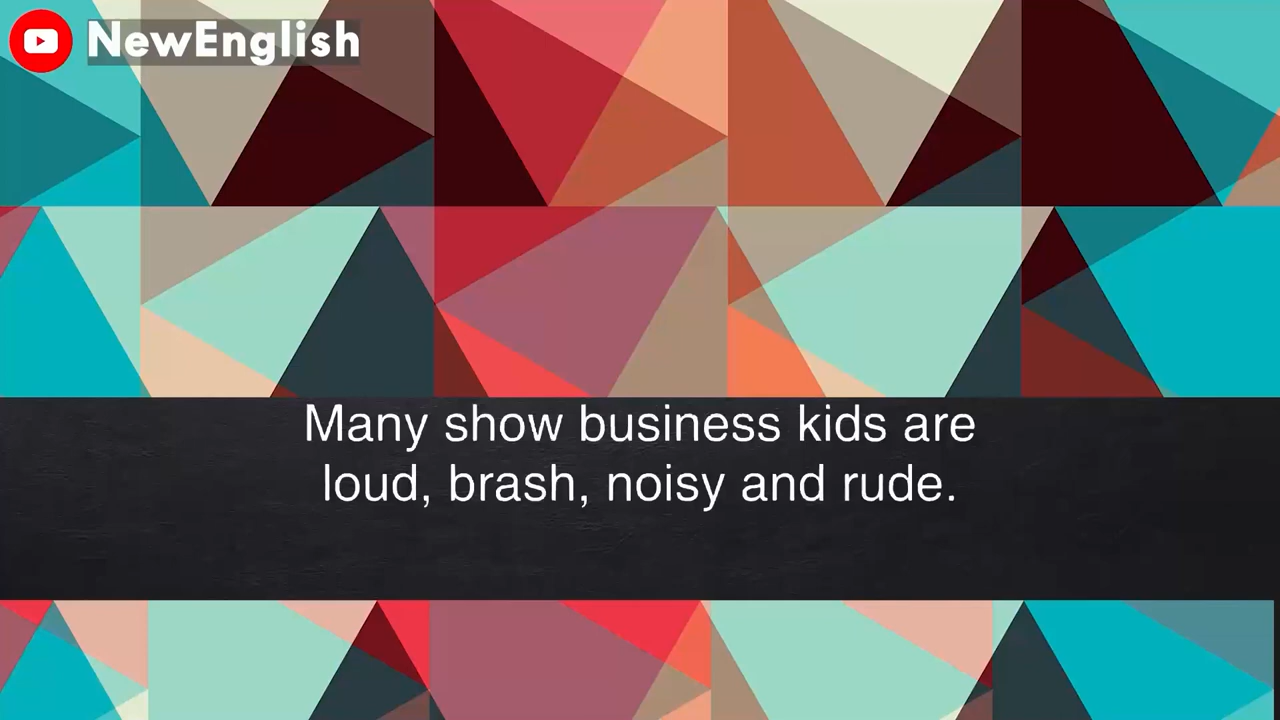 NewEnglish
Many show business kids are
loud, brash, noisy and rude.